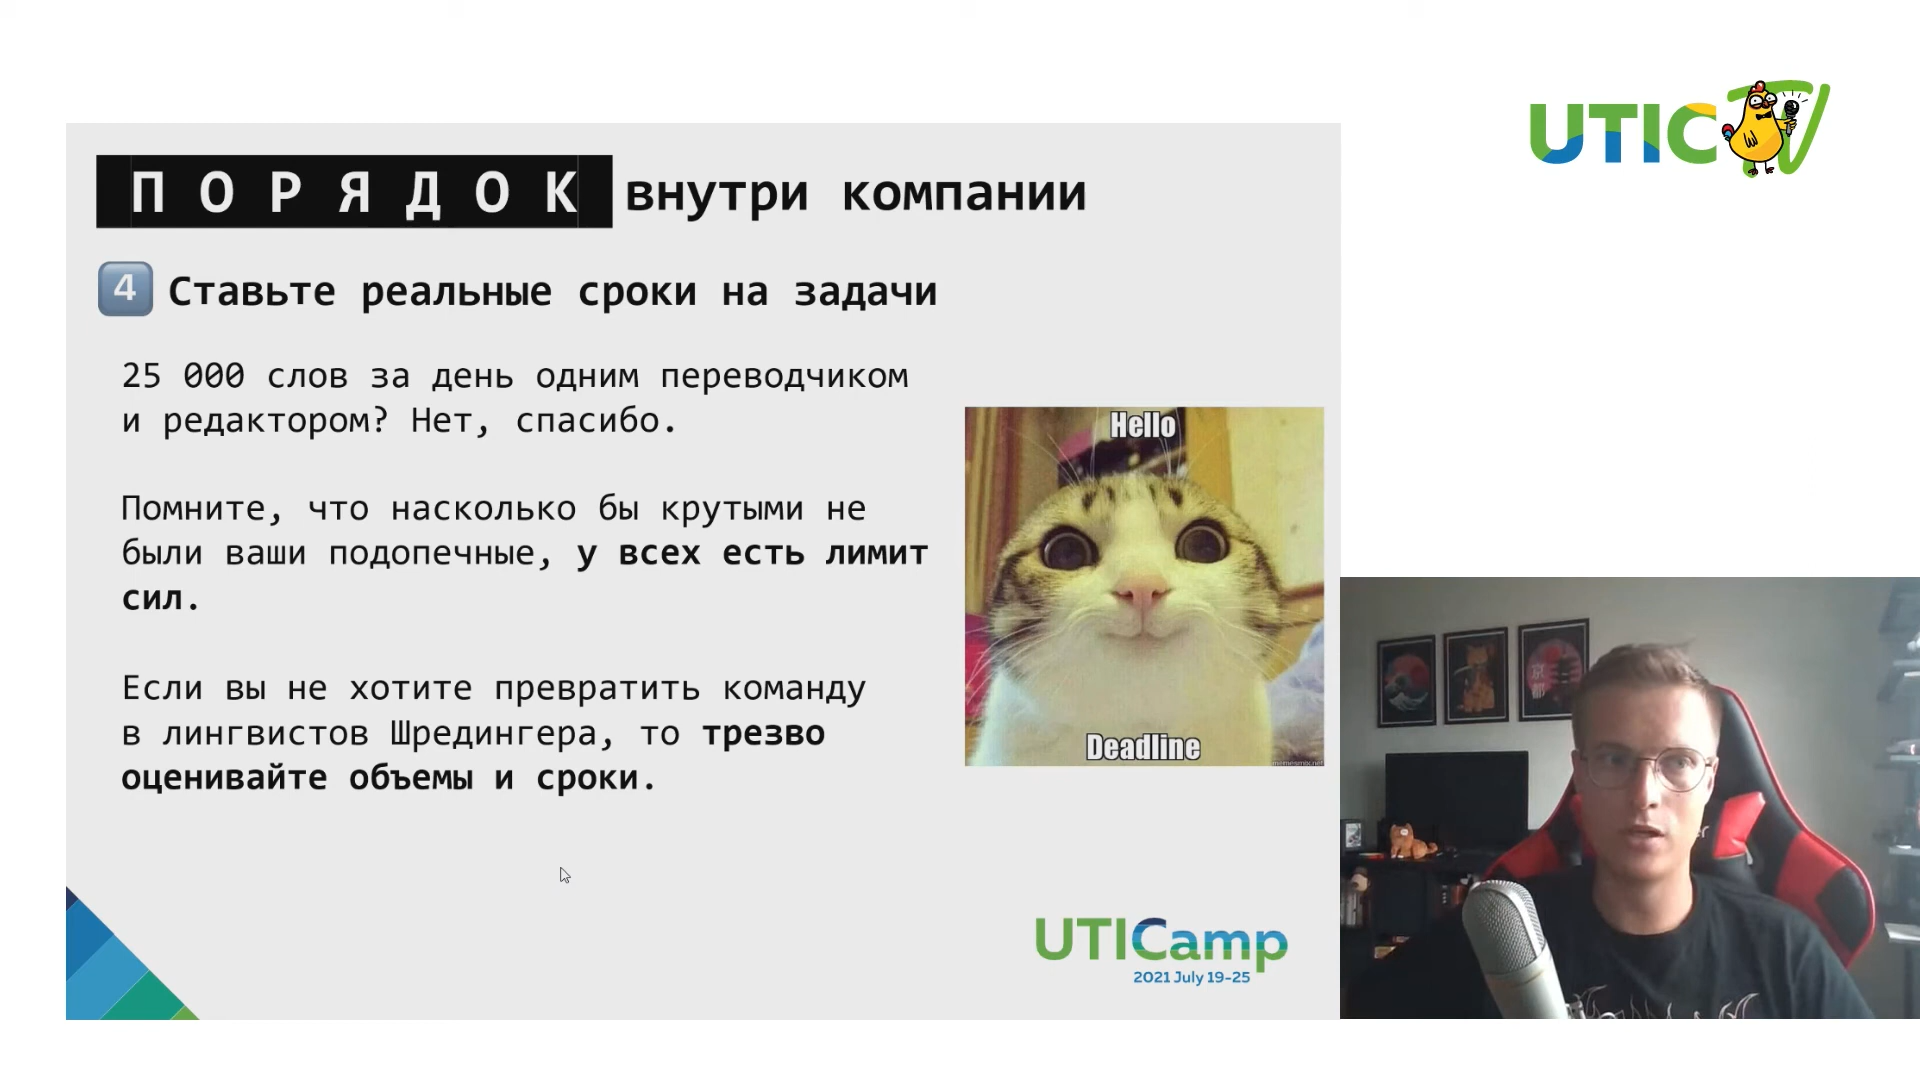 UTIC TV
ПОРЯДОК внутри компании
4 Ставьте реальные сроки на задачи
25 000 слов за день одним переводчиком
и редактором? Нет, спасибо.
Помните, что насколько бы крутыми не
были ваши подопечные, у всех есть лимит
сил.
Если вы не хотите превратить команду
в лингвистов Шредингера, то трезво
оценивайте объемы и сроки.
Hello
Deadline
UTICamp
2021 July 19-25